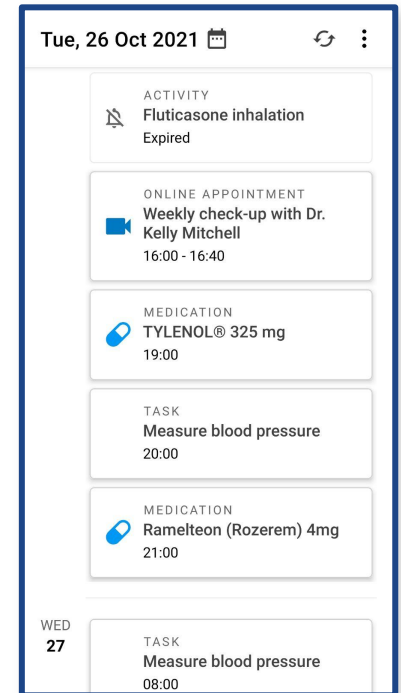 Tue, 26 Oct 2021
ACTIVITY
Fluticasone inhalation
Expired
ONLINE APPOINTMENT
Weekly check-up with Dr.
Kelly Mitchell
16:00 - 16:40
MEDICATION
TYLENOL® 325 mg
19:00
TASK
Measure blood pressure
20:00
MEDICATION
Ramelteon (Rozerem) 4mg
21:00
WED
27
TASK
Measure blood pressure
08:00